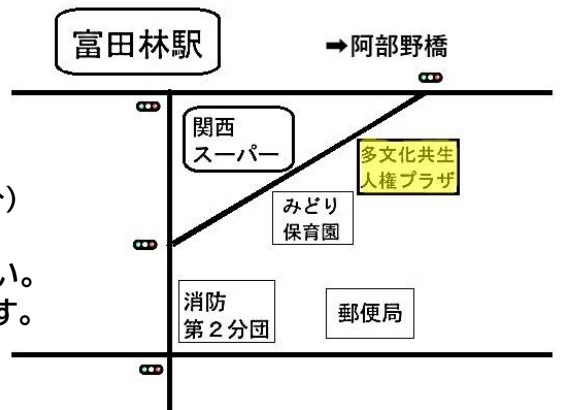 富田林駅
➡阿部野橋
関西
スーパー
多文化共生
人権プラザ
みどり
保育園
い。
す。
消防
第２分団
郵便局